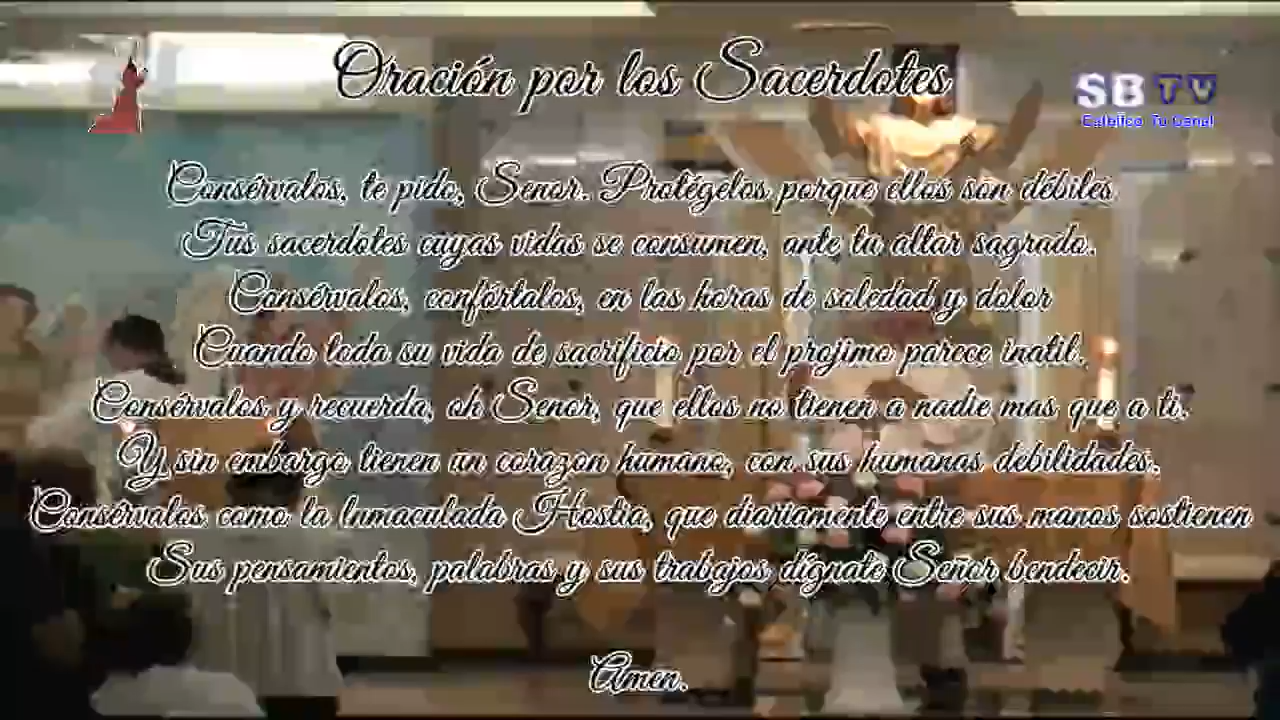 Oración por los Sacerdotes
SBTV
Católico Tu Canal
Consérvalos, te pido, Senor. Protégelos porque ellos son débiles
Tus sacerdotes cuyas vidas se consumen, ante tu altar sagrado.
Consérvalos, confórtalos, en las horas de soledad y dolor
Cuando toda su vida de sacrificio por el projimo parece inutil.
Consérvalos y recuerda, oh Senor, que ellos no tienen a nadie mas que a ti.
Y sin embargo tienen un corazon humano, con sus humanas debilidades.
Consérvalos como la Inmaculada Hostia, que diariamente entre sus manos sostienen
Sus pensamientos, palabras y sus trabajos dígnate Señor bendecir.
Amen.